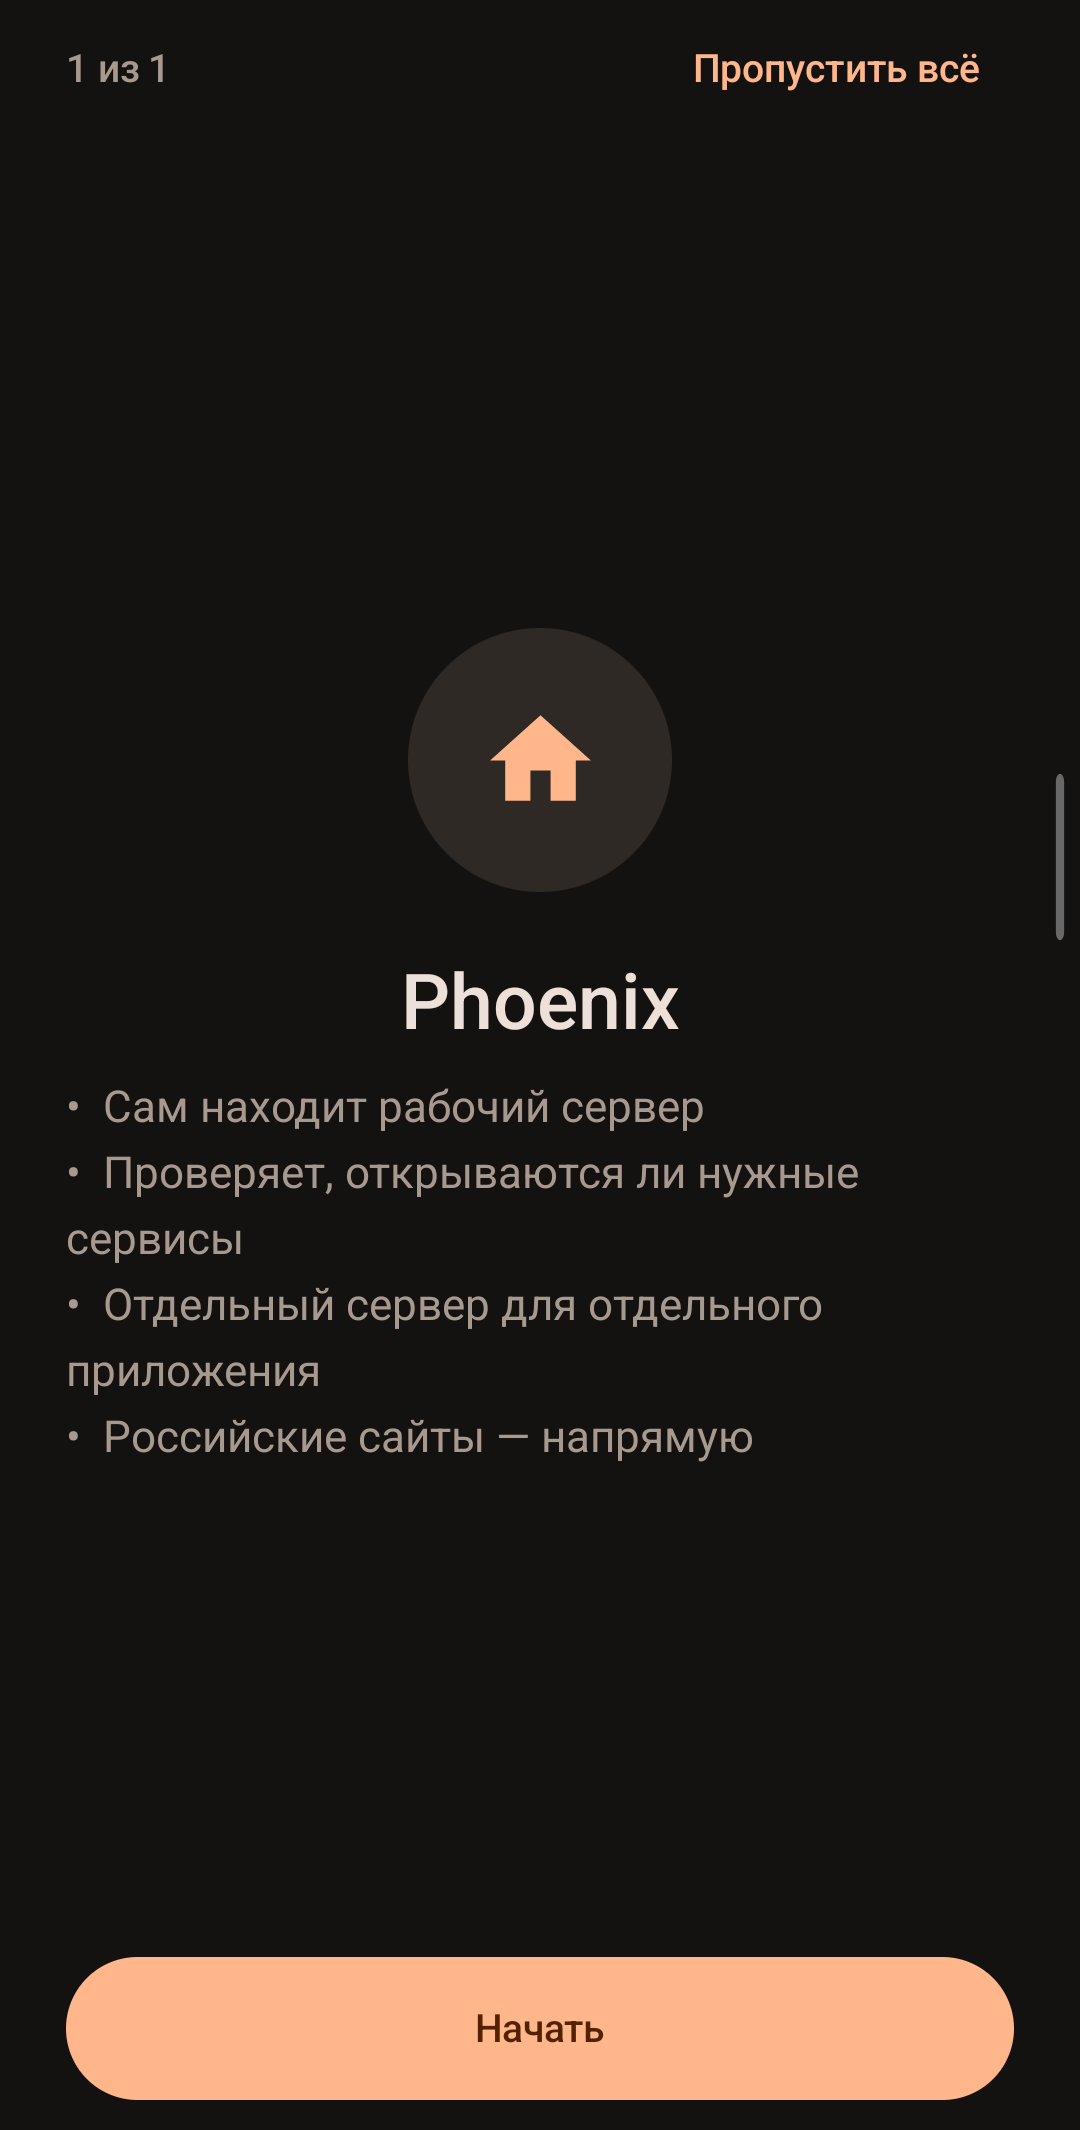 1 из 1
Пропустить всё
Phoenix
• Сам находит рабочий сервер
• Проверяет, открываются ли нужные
сервисы
• Отдельный сервер для отдельного
приложения
• Российские сайты — напрямую
Начать